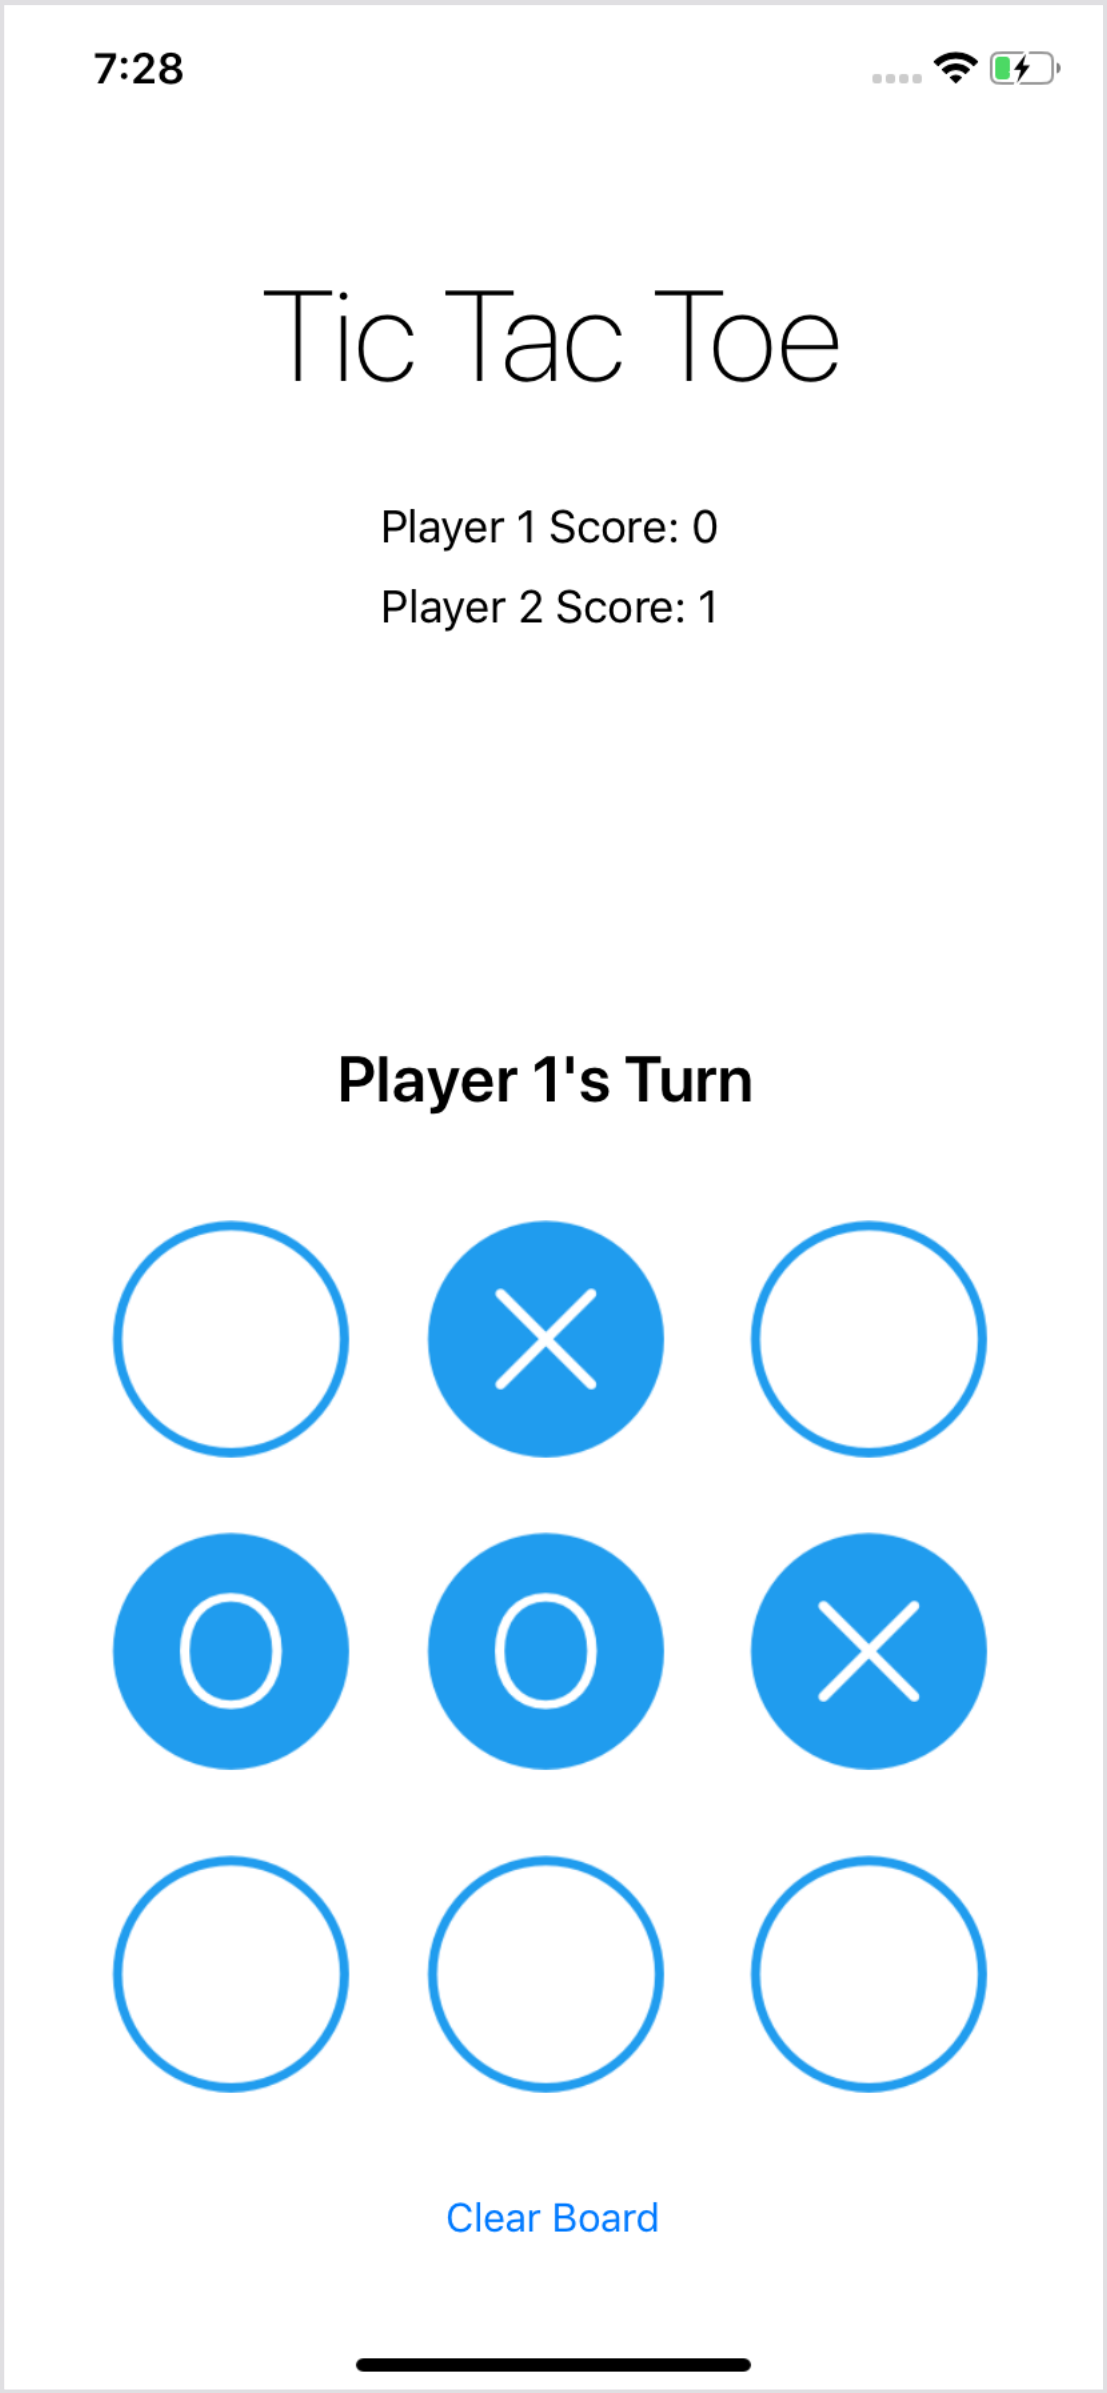 7:28
Tic Tac Toe
Player 1 Score: 0
Player 2 Score: 1
Player 1's Turn
X
O O X
Clear Board